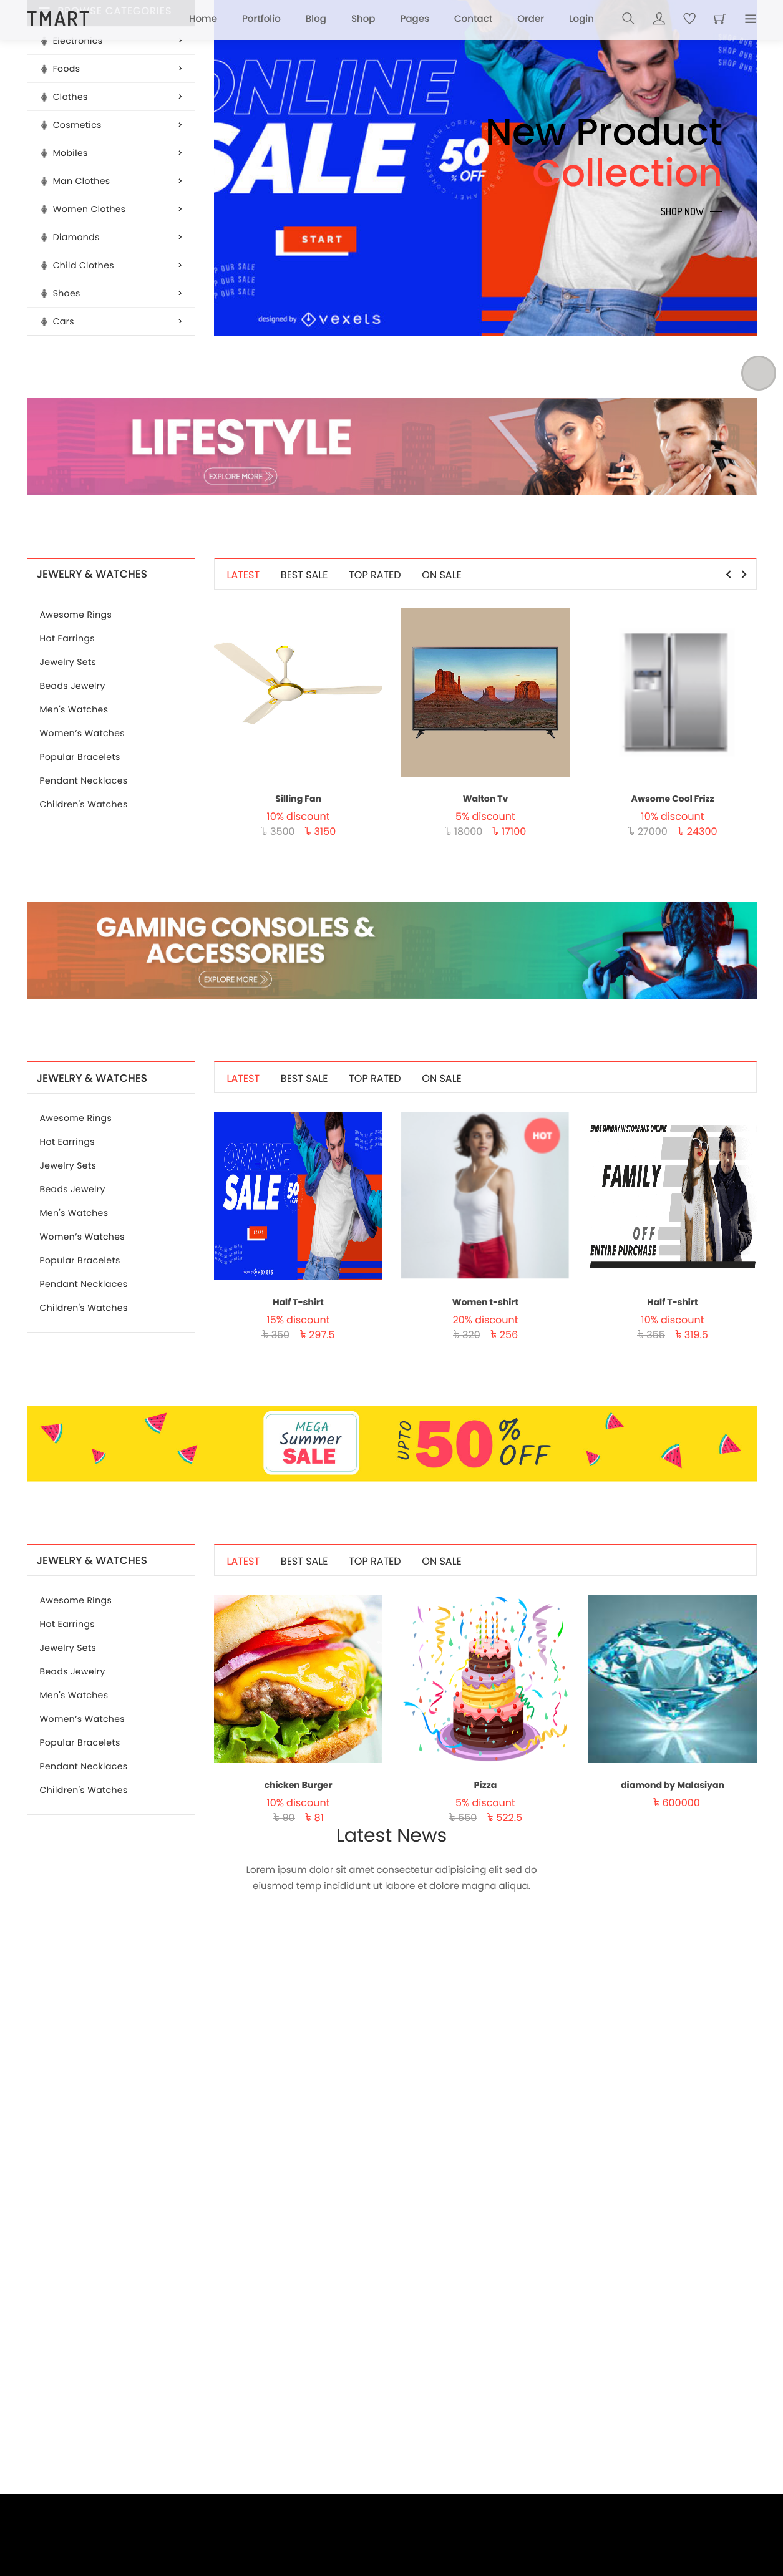 TMART
Home Portfolio Blog Shop Pages Contact Order Login
BROWSE CATEGORIES
Electronics
Foods
Clothes
Cosmetics
Mobiles
Man Clothes
Women Clothes
Diamonds
Child Clothes
Shoes
Cars
ONLINE
SALE 50% OFF
START
OUR SALE
OUR SALE
OUR SALE
designed by vexels
New Product
Collection
SHOP NOW
LIFESTYLE
EXPLORE MORE
JEWELRY & WATCHES
Awesome Rings
Hot Earrings
Jewelry Sets
Beads Jewelry
Men's Watches
Women's Watches
Popular Bracelets
Pendant Necklaces
Children's Watches
LATEST BEST SALE TOP RATED ON SALE
Silling Fan
10% discount
৳ 3500 ৳ 3150
Walton Tv
5% discount
৳ 18000 ৳ 17100
Awsome Cool Frizz
10% discount
৳ 27000 ৳ 24300
GAMING CONSOLES &
ACCESSORIES
EXPLORE MORE
JEWELRY & WATCHES
Awesome Rings
Hot Earrings
Jewelry Sets
Beads Jewelry
Men's Watches
Women's Watches
Popular Bracelets
Pendant Necklaces
Children's Watches
LATEST BEST SALE TOP RATED ON SALE
ONLINE
SALE 50
Half T-shirt
15% discount
৳ 350 ৳ 297.5
HOT
Women t-shirt
20% discount
৳ 320 ৳ 256
ENDS SUNDAY IN STORE AND ONLINE
FAMILY
OFF
ENTIRE PURCHASE
Half T-shirt
10% discount
৳ 355 ৳ 319.5
MEGA
Summer
SALE
UPTO 50% OFF
JEWELRY & WATCHES
Awesome Rings
Hot Earrings
Jewelry Sets
Beads Jewelry
Men's Watches
Women's Watches
Popular Bracelets
Pendant Necklaces
Children's Watches
LATEST BEST SALE TOP RATED ON SALE
chicken Burger
10% discount
৳ 90 ৳ 81
Pizza
5% discount
৳ 550 ৳ 522.5
diamond by Malasiyan
৳ 600000
Latest News
Lorem ipsum dolor sit amet consectetur adipisicing elit sed do
eiusmod temp incididunt ut labore et dolore magna aliqua.